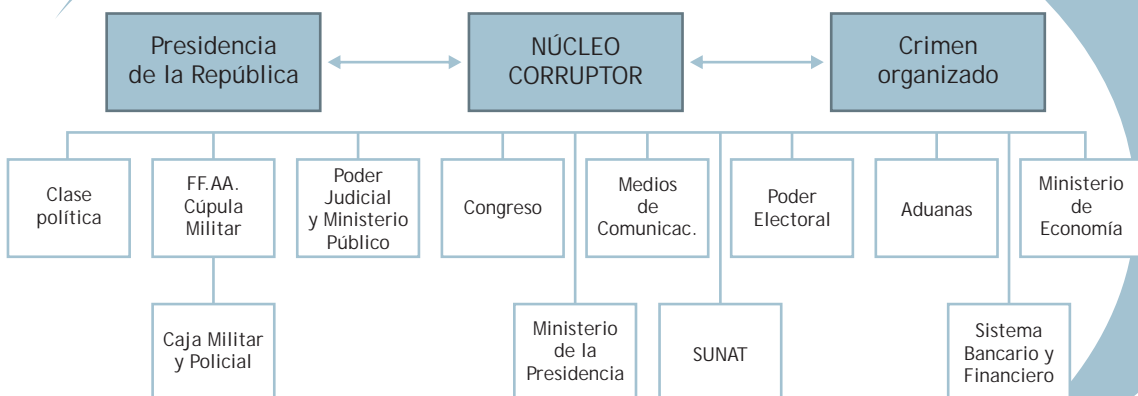 Presidencia
de la República
NÚCLEO
CORRUPTOR
Crimen
organizado
Clase
política
FF.AA.
Cúpula
Militar
Poder
Judicial
y Ministerio
Público
Congreso
Medios
de
Comunicac.
Poder
Electoral
Aduanas
Ministerio
de
Economía
Caja Militar
y Policial
Ministerio
de la
Presidencia
SUNAT
Sistema
Bancario y
Financiero